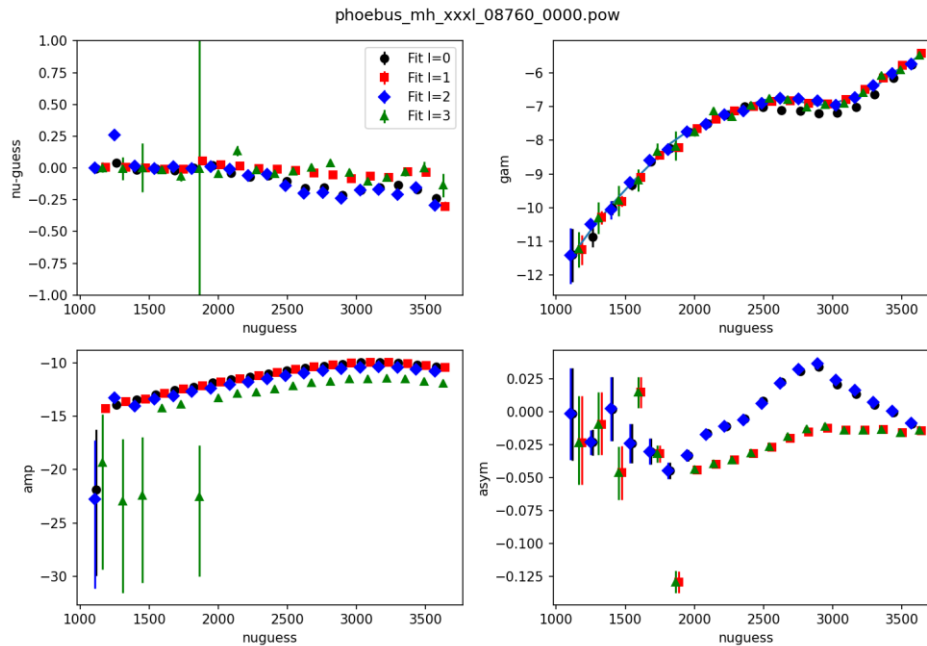 phoebus_mh_xxxl_08760_0000.pow
nu-guess
1.00
0.75
0.50
0.25
0.00
−0.25
−0.50
−0.75
−1.00
Fit l=0
Fit l=1
Fit l=2
Fit l=3
1000 1500 2000 2500 3000 3500
nuguess
gam
−6
−7
−8
−9
−10
−11
−12
1000 1500 2000 2500 3000 3500
nuguess
amp
−10
−15
−20
−25
−30
1000 1500 2000 2500 3000 3500
nuguess
asym
0.025
0.000
−0.025
−0.050
−0.075
−0.100
−0.125
1000 1500 2000 2500 3000 3500
nuguess